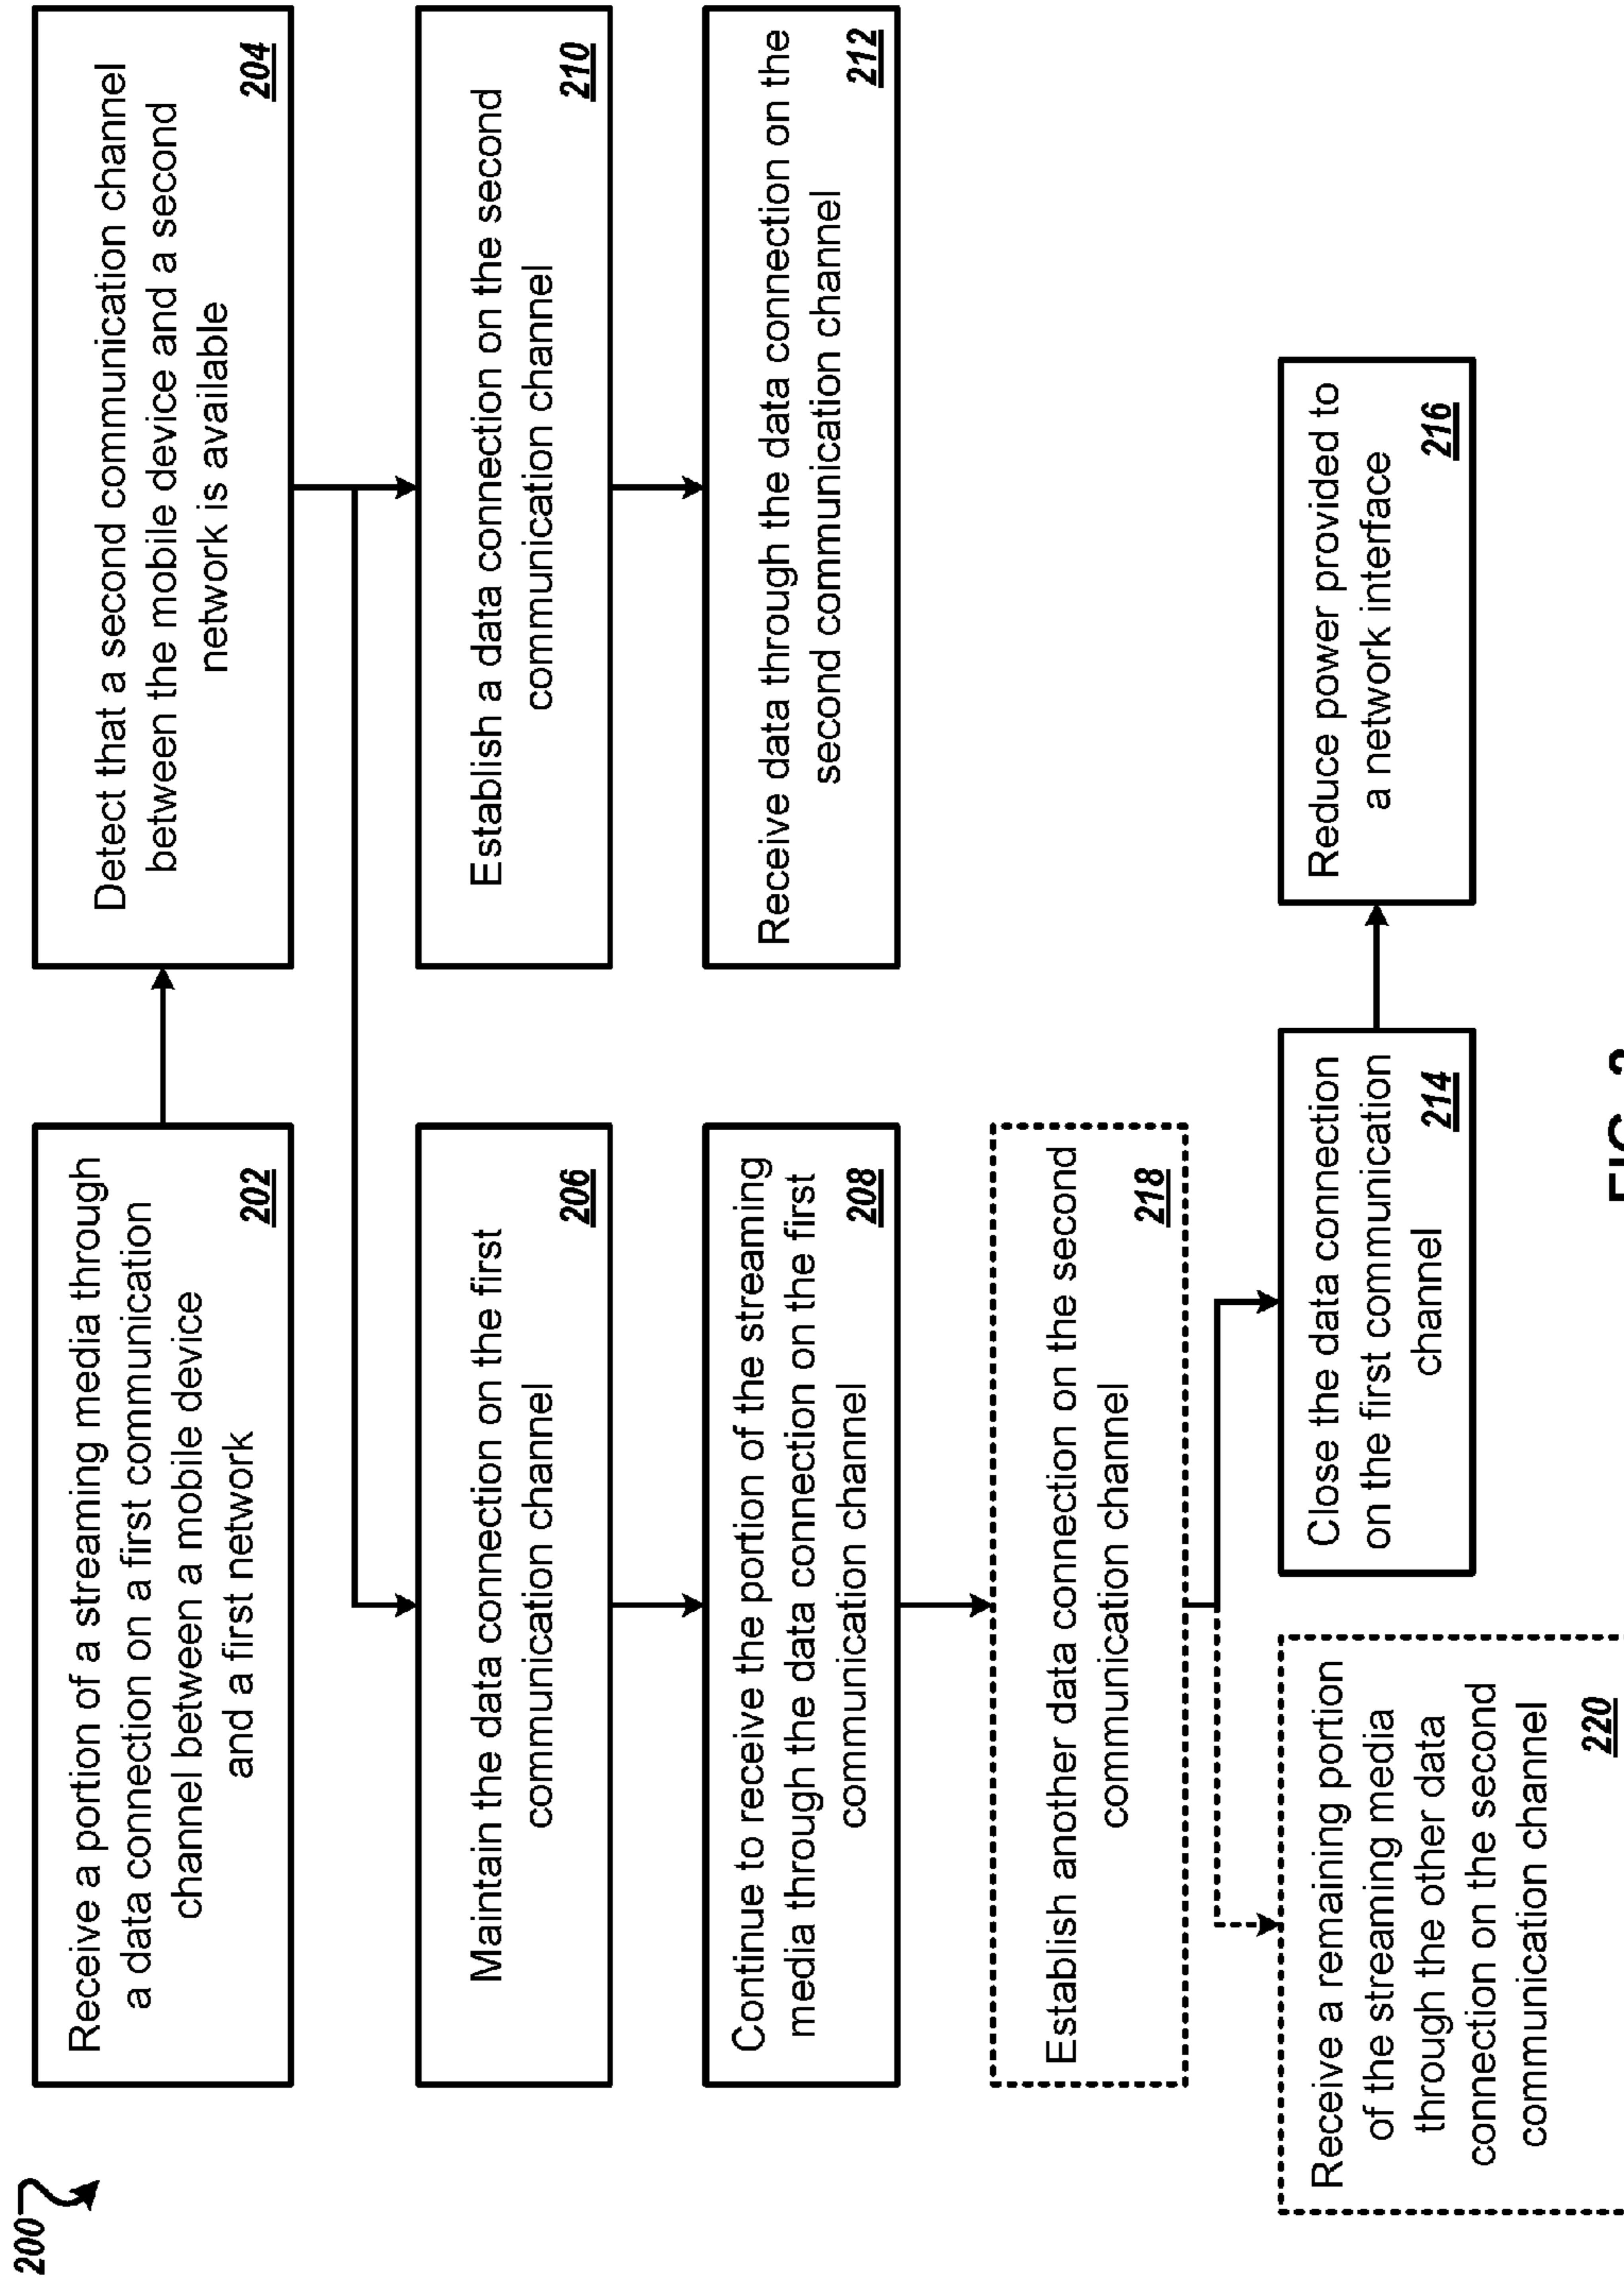 200
Receive a portion of a streaming media through
a data connection on a first communication
channel between a mobile device
and a first network
202
Detect that a second communication channel
between the mobile device and a second
network is available
204
Maintain the data connection on the first
communication channel
206
Establish a data connection on the second
communication channel
210
Continue to receive the portion of the streaming
media through the data connection on the first
communication channel
208
Receive data through the data connection on the
second communication channel
212
Establish another data connection on the second
communication channel
218
Receive a remaining portion
of the streaming media
through the other data
connection on the second
communication channel
220
Close the data connection
on the first communication
channel
214
Reduce power provided to
a network interface
216
FIG.